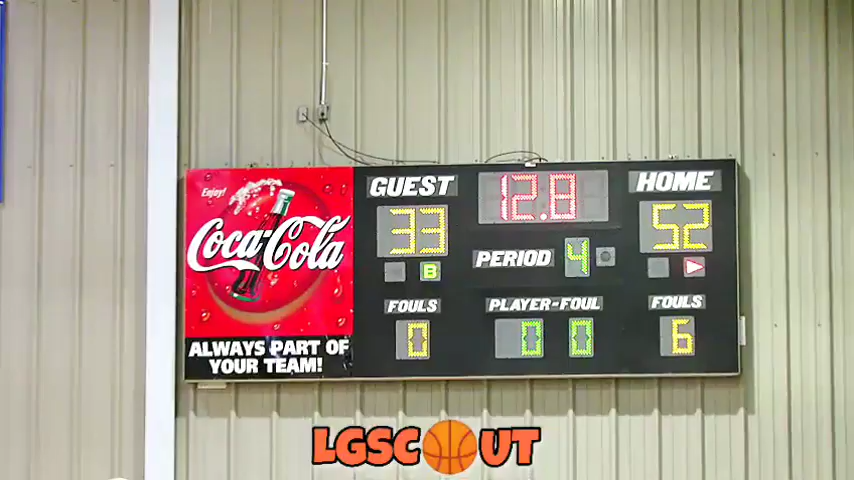 Enjoy!
Coca-Cola
ALWAYS PART OF
YOUR TEAM!
GUEST
12.8
HOME
33
52
PERIOD 4
B
FOULS
PLAYER-FOUL
FOULS
0
0 0
6
LGSCOUT